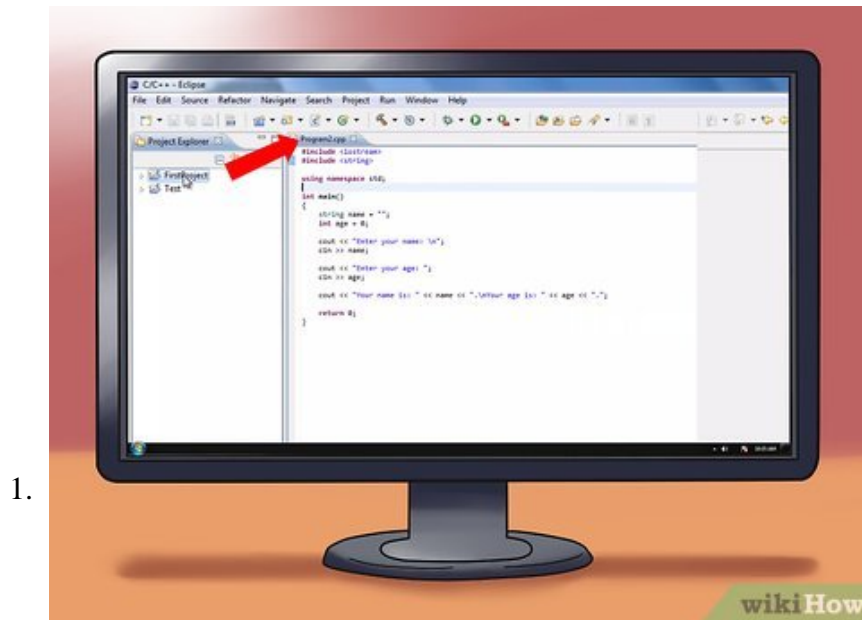 C/C++ - Eclipse
File Edit Source Refactor Navigate Search Project Run Window Help
Project Explorer
Program2.cpp
FirstProject
Test
#include <iostream>
#include <string>
using namespace std;
int main()
{
string name = "";
int age = 0;
cout << "Enter your name: \n";
cin >> name;
cout << "Enter your age: ";
cin >> age;
cout << "Your name is: " << name << ".\nYour age is: " << age << ".";
return 0;
}
1.
wikiHow